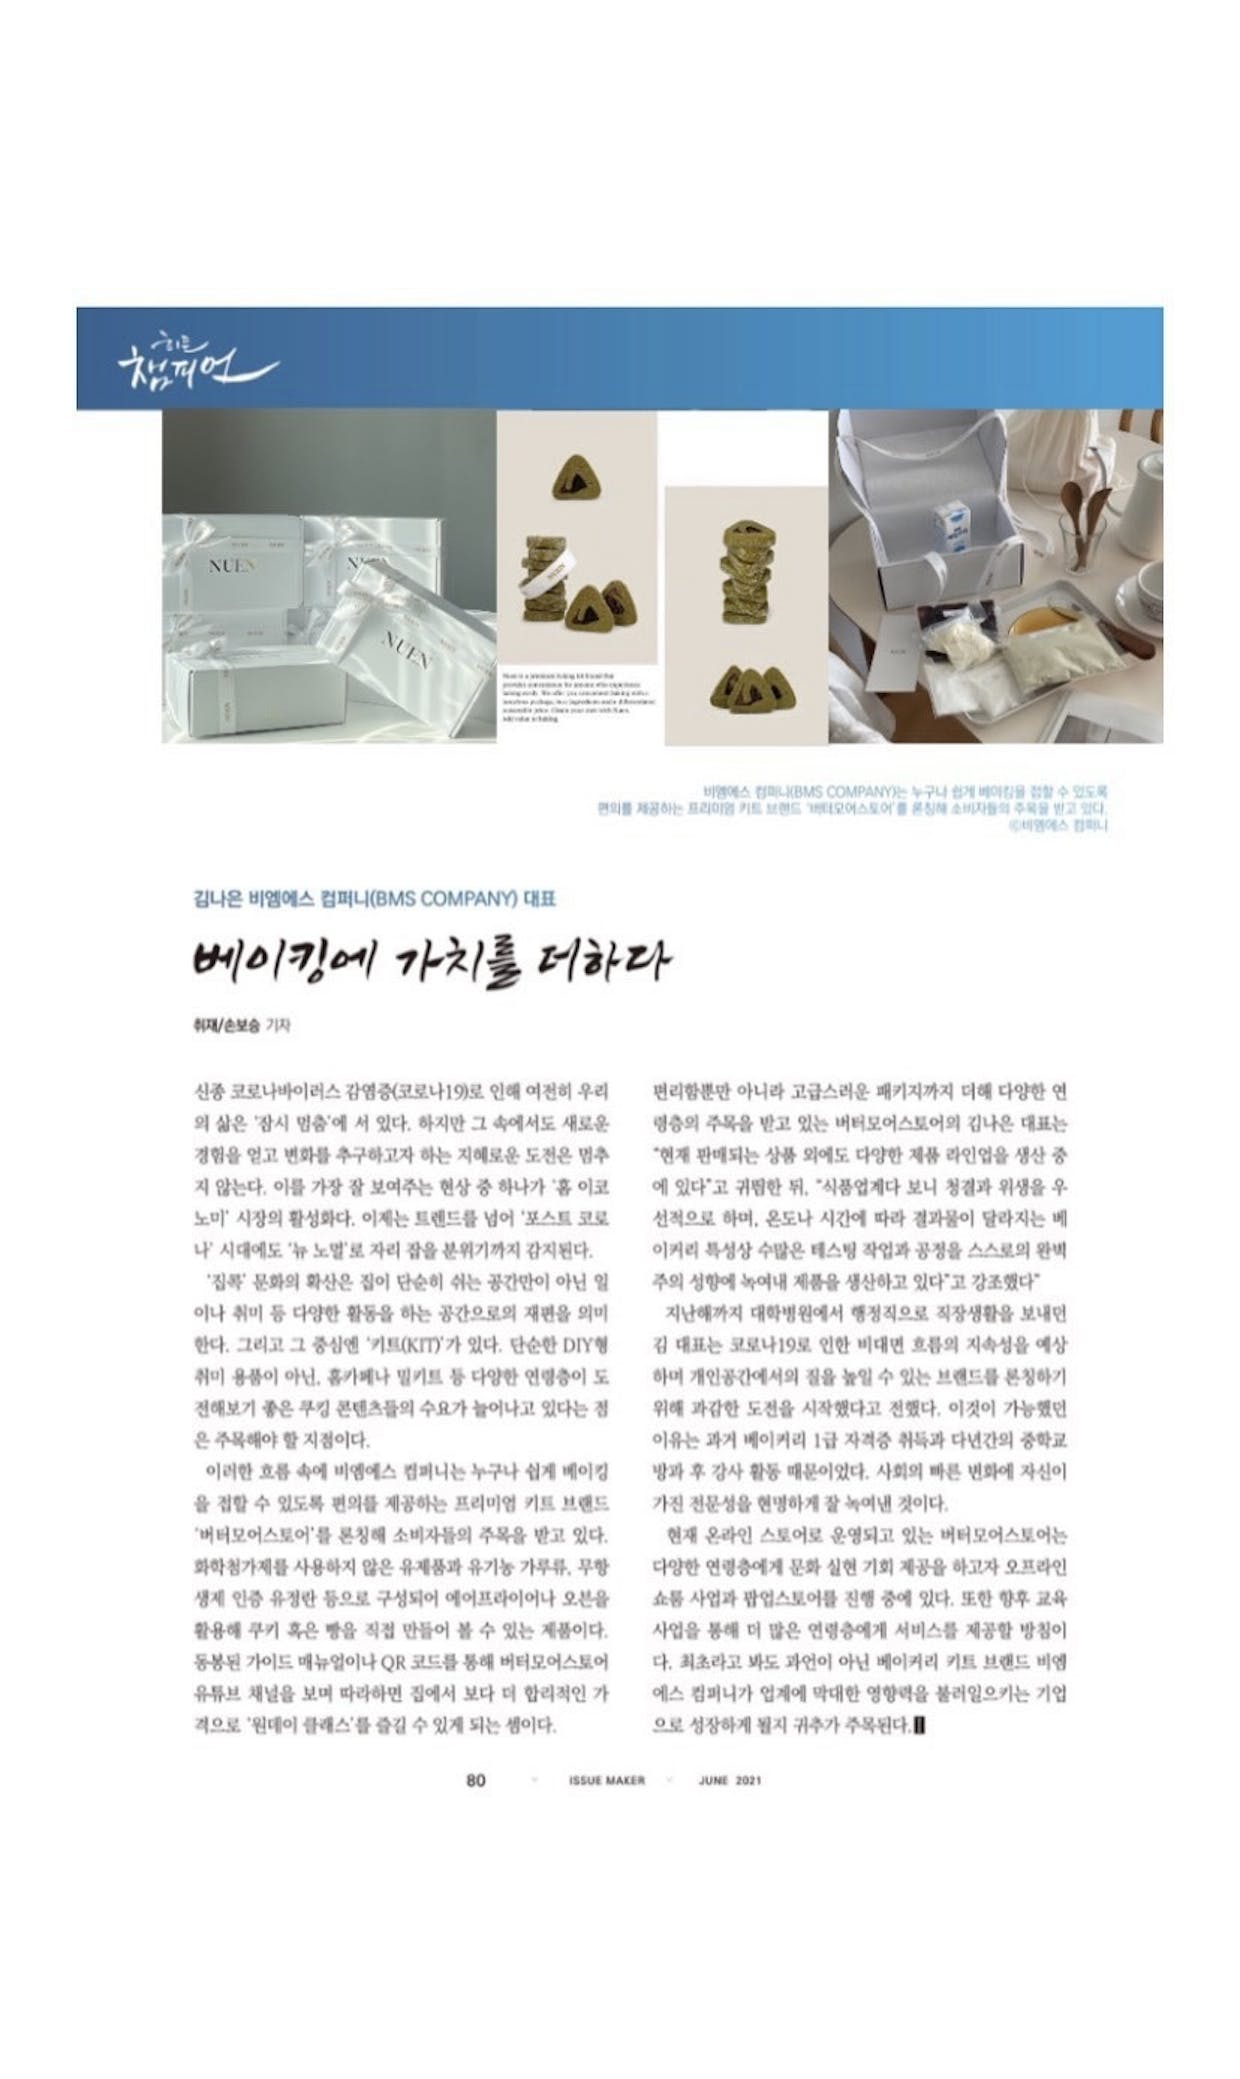 히든
챔피언
NUEN
NUEN
NUEN
비엠에스 컴퍼니(BMS COMPANY)는 누구나 쉽게 베이킹을 접할 수 있도록
편의를 제공하는 프리미엄 키트 브랜드 '버터모어스토어'를 론칭해 소비자들의 주목을 받고 있다.
©비엠에스 컴퍼니
김나은 비엠에스 컴퍼니(BMS COMPANY) 대표
베이킹에 가치를 더하다
취재/손보승 기자
신종 코로나바이러스 감염증(코로나19)로 인해 여전히 우리
의 삶은 '잠시 멈춤'에 서 있다. 하지만 그 속에서도 새로운
경험을 얻고 변화를 추구하고자 하는 지혜로운 도전은 멈추
지 않는다. 이를 가장 잘 보여주는 현상 중 하나가 '홈 이코
노미' 시장의 활성화다. 이제는 트렌드를 넘어 '포스트 코로
나' 시대에도 '뉴 노멀'로 자리 잡을 분위기까지 감지된다.
'집콕' 문화의 확산은 집이 단순히 쉬는 공간만이 아닌 일
이나 취미 등 다양한 활동을 하는 공간으로의 재편을 의미
한다. 그리고 그 중심엔 '키트(KIT)'가 있다. 단순한 DIY형
취미 용품이 아닌, 홈카페나 밀키트 등 다양한 연령층이 도
전해보기 좋은 쿠킹 콘텐츠들의 수요가 늘어나고 있다는 점
은 주목해야 할 지점이다.
이러한 흐름 속에 비엠에스 컴퍼니는 누구나 쉽게 베이킹
을 접할 수 있도록 편의를 제공하는 프리미엄 키트 브랜드
'버터모어스토어'를 론칭해 소비자들의 주목을 받고 있다.
화학첨가제를 사용하지 않은 유제품과 유기농 가루류, 무항
생제 인증 유정란 등으로 구성되어 에어프라이어나 오븐을
활용해 쿠키 혹은 빵을 직접 만들어 볼 수 있는 제품이다.
동봉된 가이드 매뉴얼이나 QR 코드를 통해 버터모어스토어
유튜브 채널을 보며 따라하면 집에서 보다 더 합리적인 가
격으로 '원데이 클래스'를 즐길 수 있게 되는 셈이다.
편리함뿐만 아니라 고급스러운 패키지까지 더해 다양한 연
령층의 주목을 받고 있는 버터모어스토어의 김나은 대표는
"현재 판매되는 상품 외에도 다양한 제품 라인업을 생산 중
에 있다"고 귀띔한 뒤, "식품업계다 보니 청결과 위생을 우
선적으로 하며, 온도나 시간에 따라 결과물이 달라지는 베
이커리 특성상 수많은 테스팅 작업과 공정을 스스로의 완벽
주의 성향에 녹여내 제품을 생산하고 있다"고 강조했다"
지난해까지 대학병원에서 행정직으로 직장생활을 보내던
김 대표는 코로나19로 인한 비대면 흐름의 지속성을 예상
하며 개인공간에서의 질을 높일 수 있는 브랜드를 론칭하기
위해 과감한 도전을 시작했다고 전했다. 이것이 가능했던
이유는 과거 베이커리 1급 자격증 취득과 다년간의 중학교
방과 후 강사 활동 때문이었다. 사회의 빠른 변화에 자신이
가진 전문성을 현명하게 잘 녹여낸 것이다.
현재 온라인 스토어로 운영되고 있는 버터모어스토어는
다양한 연령층에게 문화 실현 기회 제공을 하고자 오프라인
쇼룸 사업과 팝업스토어를 진행 중에 있다. 또한 향후 교육
사업을 통해 더 많은 연령층에게 서비스를 제공할 방침이
다. 최초라고 봐도 과언이 아닌 베이커리 키트 브랜드 비엠
에스 컴퍼니가 업계에 막대한 영향력을 불러일으키는 기업
으로 성장하게 될지 귀추가 주목된다.
80 ISSUE MAKER JUNE 2021